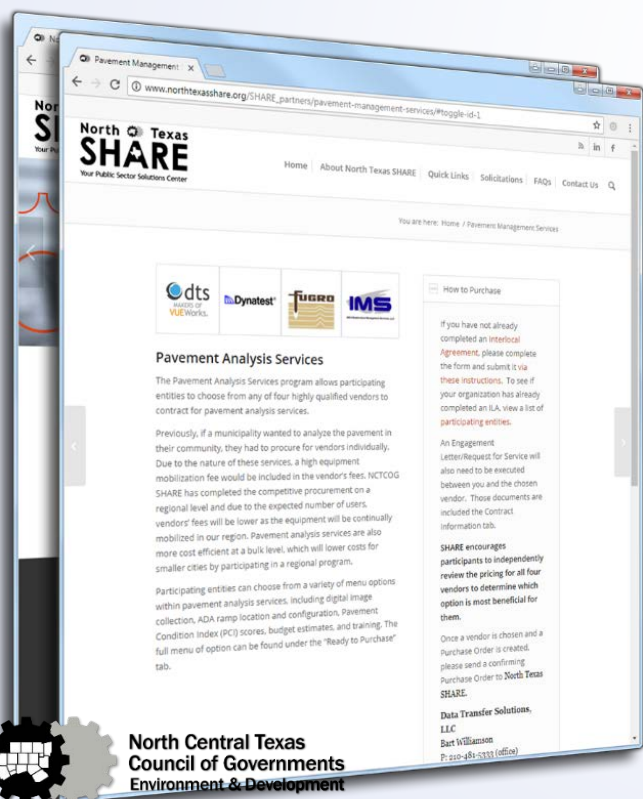 Pavement Management
www.northtexasshare.org/SHARE_partners/pavement-management-services/#toggle-id-1
North Texas
SHARE
Your Public Sector Solutions Center
Home
About North Texas SHARE
Quick Links
Solicitations
FAQs
Contact Us
You are here: Home / Pavement Management Services
dts
MAKERS OF
VUEWorks.
Dynatest
FUGRO
IMS
Pavement Analysis Services
The Pavement Analysis Services program allows participating
entities to choose from any of four highly qualified vendors to
contract for pavement analysis services.
Previously, if a municipality wanted to analyze the pavement in
their community, they had to procure for vendors individually.
Due to the nature of these services, a high equipment
mobilization fee would be included in the vendor's fees. NCTCOG
SHARE has completed the competitive procurement on a
regional level and due to the expected number of users,
vendors' fees will be lower as the equipment will be continually
mobilized in our region. Pavement analysis services are also
more cost efficient at a bulk level, which will lower costs for
smaller cities by participating in a regional program.
Participating entities can choose from a variety of menu options
within pavement analysis services, including digital image
collection, ADA ramp location and configuration, Pavement
Condition Index (PCI) scores, budget estimates, and training. The
full menu of option can be found under the "Ready to Purchase"
tab.
How to Purchase
If you have not already
completed an Interlocal
Agreement, please complete
the form and submit it via
these instructions. To see if
your organization has already
completed an ILA, view a list of
participating entities.
An Engagement
Letter/Request for Service will
also need to be executed
between you and the chosen
vendor. Those documents are
included the Contract
Information tab.
SHARE encourages
participants to independently
review the pricing for all four
vendors to determine which
option is most beneficial for
them.
Once a vendor is chosen and a
Purchase Order is created,
please send a confirming
Purchase Order to North Texas
SHARE.
Data Transfer Solutions,
LLC
Bart Williamson
P: 210-481-5333 (office)
North Central Texas
Council of Governments
Environment & Development